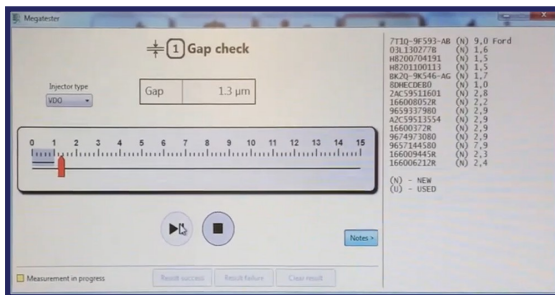 Megatester
1 Gap check
Injector type
VDO
Gap 1.3 μm
0 1 2 3 4 5 6 7 8 9 10 11 12 13 14 15
Notes >
Measurement in progress
Result success Result failure Clear result
7T1Q-9F593-AB (N) 9,0 Ford
03L130277B (N) 1,6
H8200704191 (N) 1,5
H8201100113 (N) 1,5
BK2Q-9K546-AG (N) 1,7
8DHECDEB0 (N) 1,0
2AC59511601 (N) 2,8
166008052R (N) 2,2
9659337980 (N) 2,9
A2C59513554 (N) 2,9
16600372R (N) 2,9
9674973080 (N) 2,9
9657144580 (N) 7,9
166009445R (N) 2,3
166006212R (N) 2,4
(N) - NEW
(U) - USED